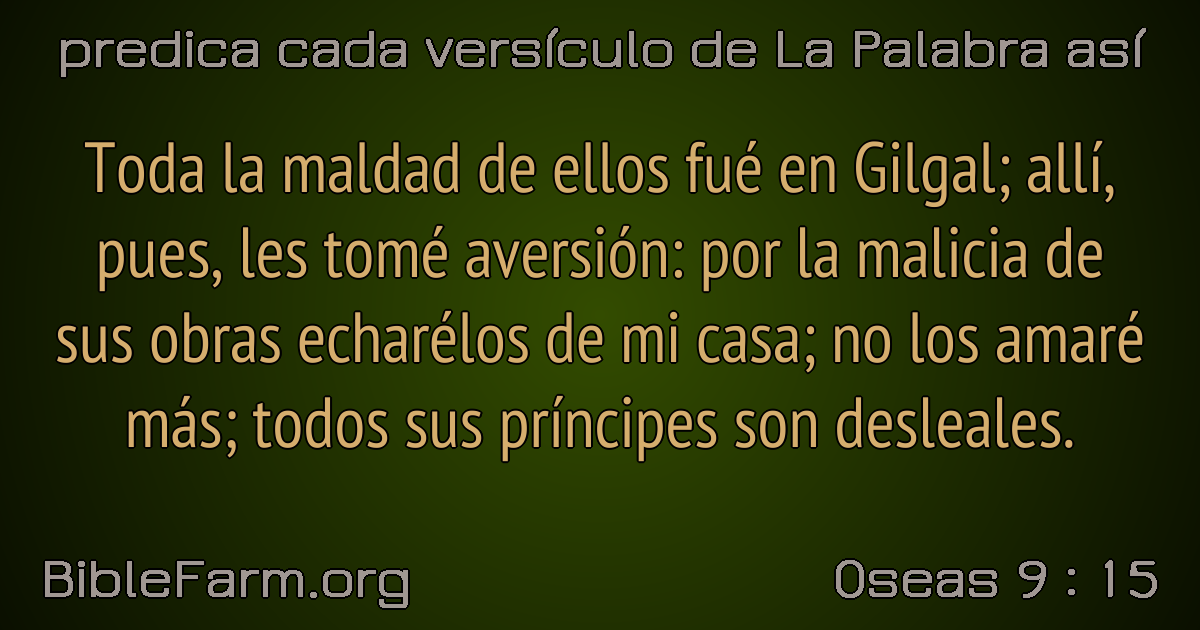 predica cada versículo de La Palabra así
Toda la maldad de ellos fué en Gilgal; allí,
pues, les tomé aversión: por la malicia de
sus obras echarélos de mi casa; no los amaré
más; todos sus príncipes son desleales.
BibleFarm.org
Oseas 9 : 15